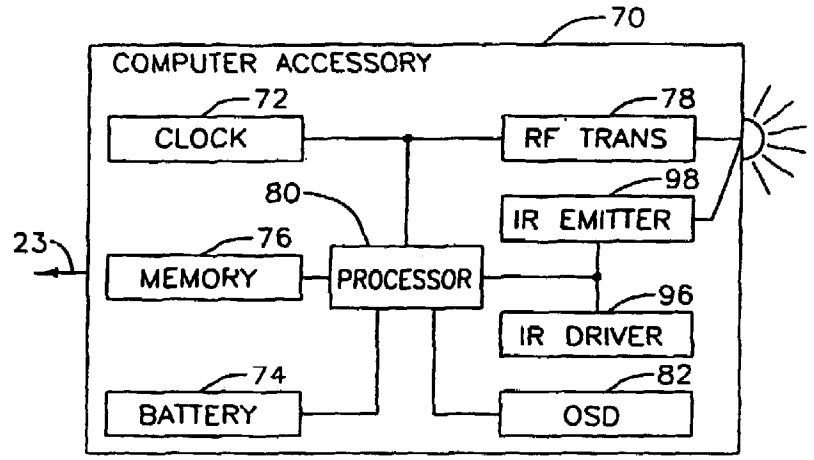 70
COMPUTER ACCESSORY
72
78
CLOCK
RF TRANS
98
80
IR EMITTER
23
76
MEMORY
PROCESSOR
96
IR DRIVER
74
82
BATTERY
OSD